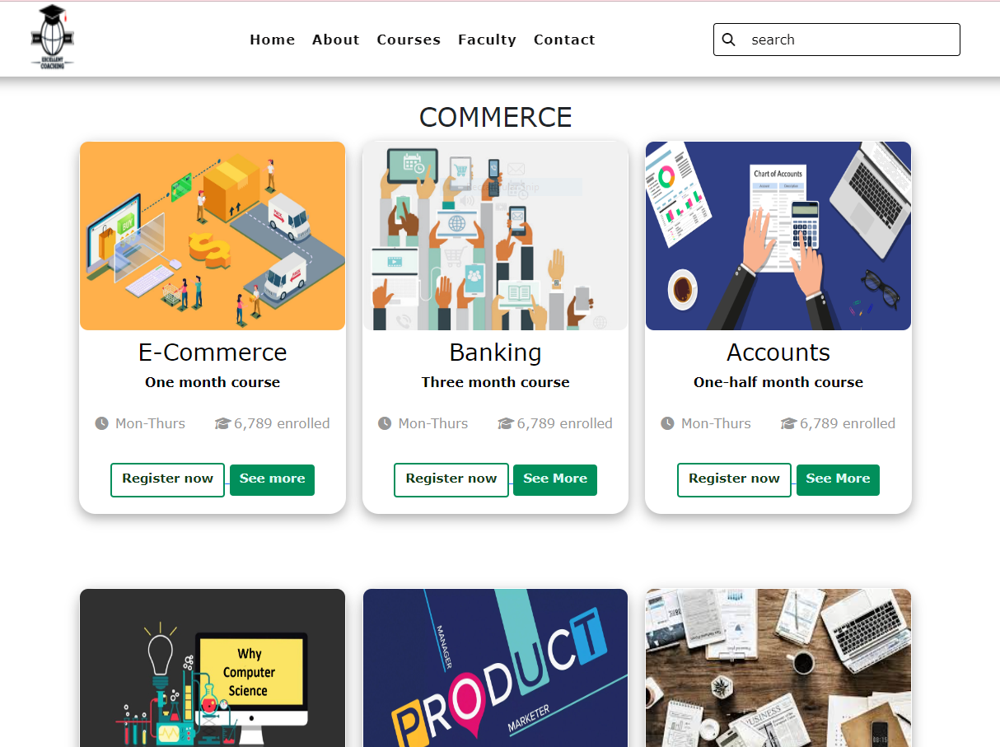 EXCELLENT
COACHING
Home About Courses Faculty Contact
search
COMMERCE
BUY
Chart of Accounts
Account Description
E-Commerce
One month course
Mon-Thurs 6,789 enrolled
Register now See more
Banking
Three month course
Mon-Thurs 6,789 enrolled
Register now See More
Accounts
One-half month course
Mon-Thurs 6,789 enrolled
Register now See More
Why
Computer
Science
MANAGER
PRODUCT
MARKETER
BUSINESS